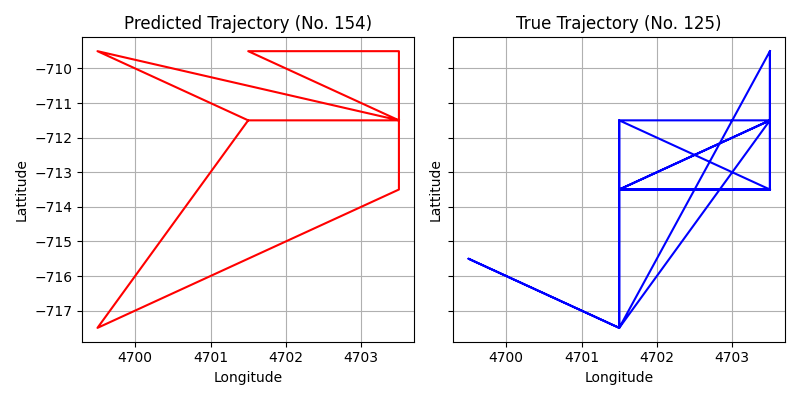 Predicted Trajectory (No. 154)
True Trajectory (No. 125)
−710
−711
−712
−713
−714
−715
−716
−717
Lattitude
Lattitude
4700 4701 4702 4703
4700 4701 4702 4703
Longitude
Longitude